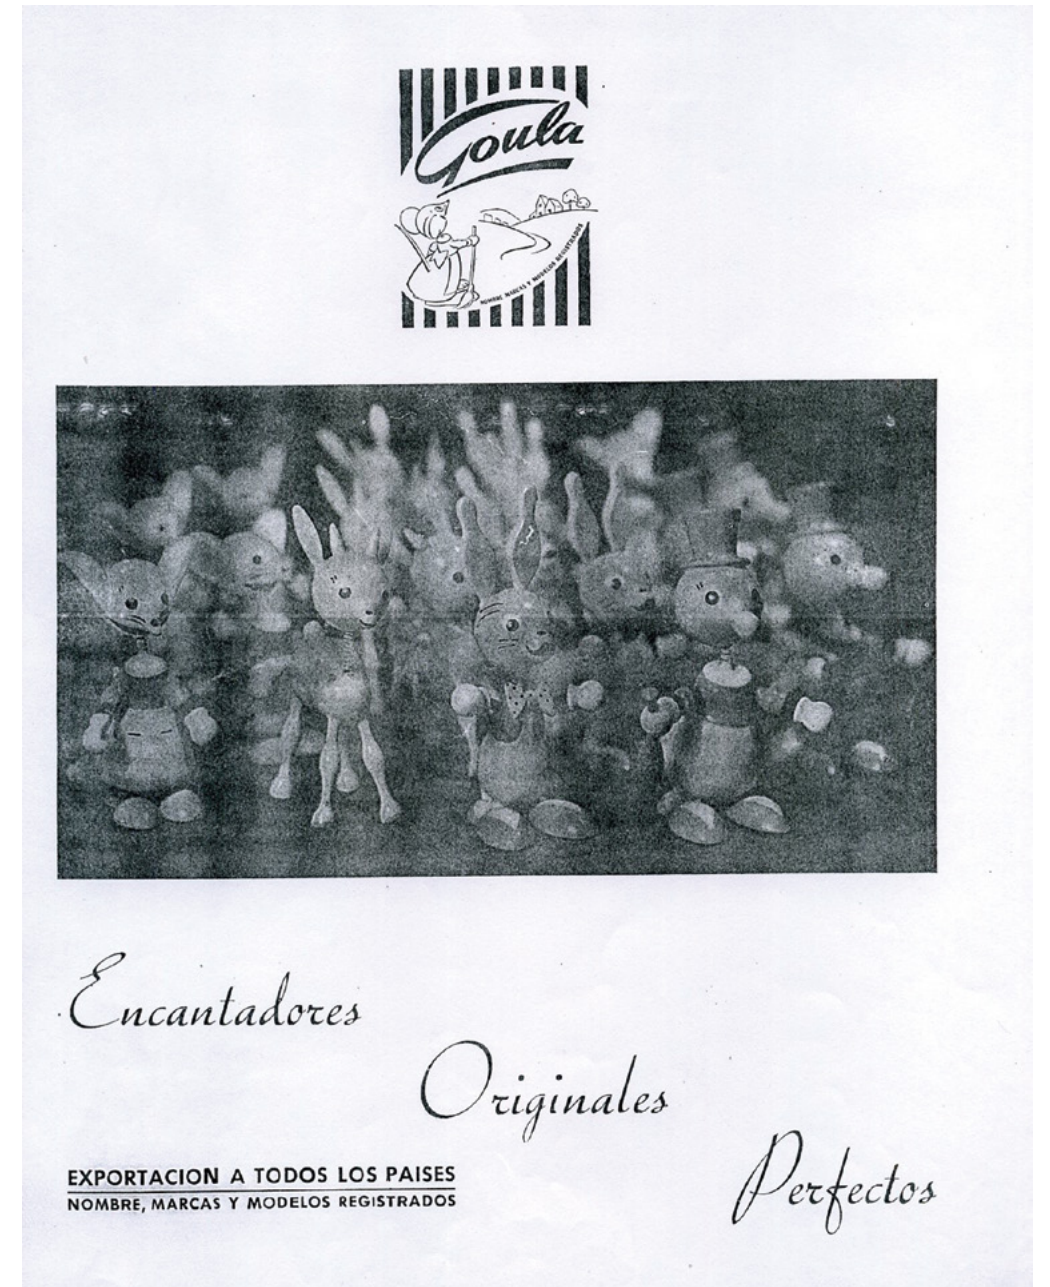 Goula
NOMBRE MARCAS Y MODELOS REGISTRADOS
Encantadores
Originales
Perfectos
EXPORTACION A TODOS LOS PAISES
NOMBRE, MARCAS Y MODELOS REGISTRADOS